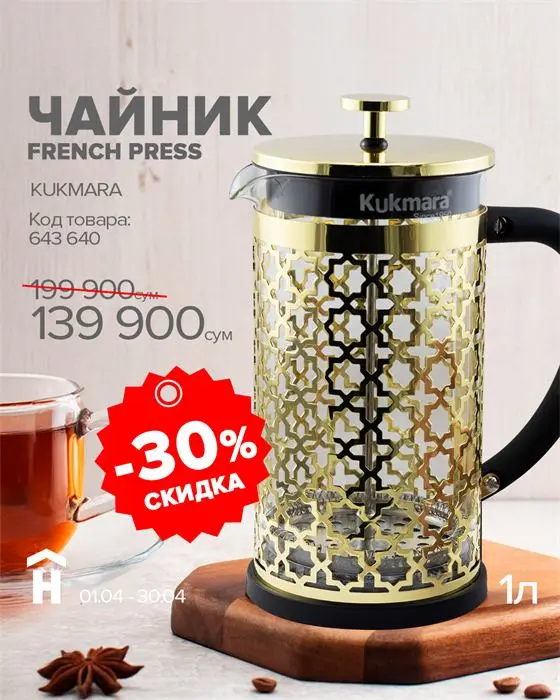 ЧАЙНИК
FRENCH PRESS
KUKMARA
Код товара:
643 640
199 900сум
139 900сум
-30%
СКИДКА
Kukmara®
Since1950
H
01.04 - 30.04
1л